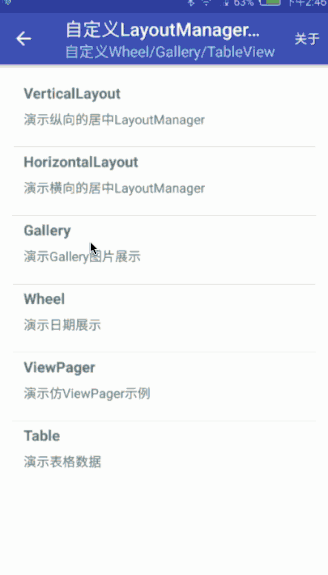 63% 下午2:46
自定义LayoutManager...
自定义Wheel/Gallery/TableView
关于
VerticalLayout
演示纵向的居中LayoutManager
HorizontalLayout
演示横向的居中LayoutManager
Gallery
演示Gallery图片展示
Wheel
演示日期展示
ViewPager
演示仿ViewPager示例
Table
演示表格数据